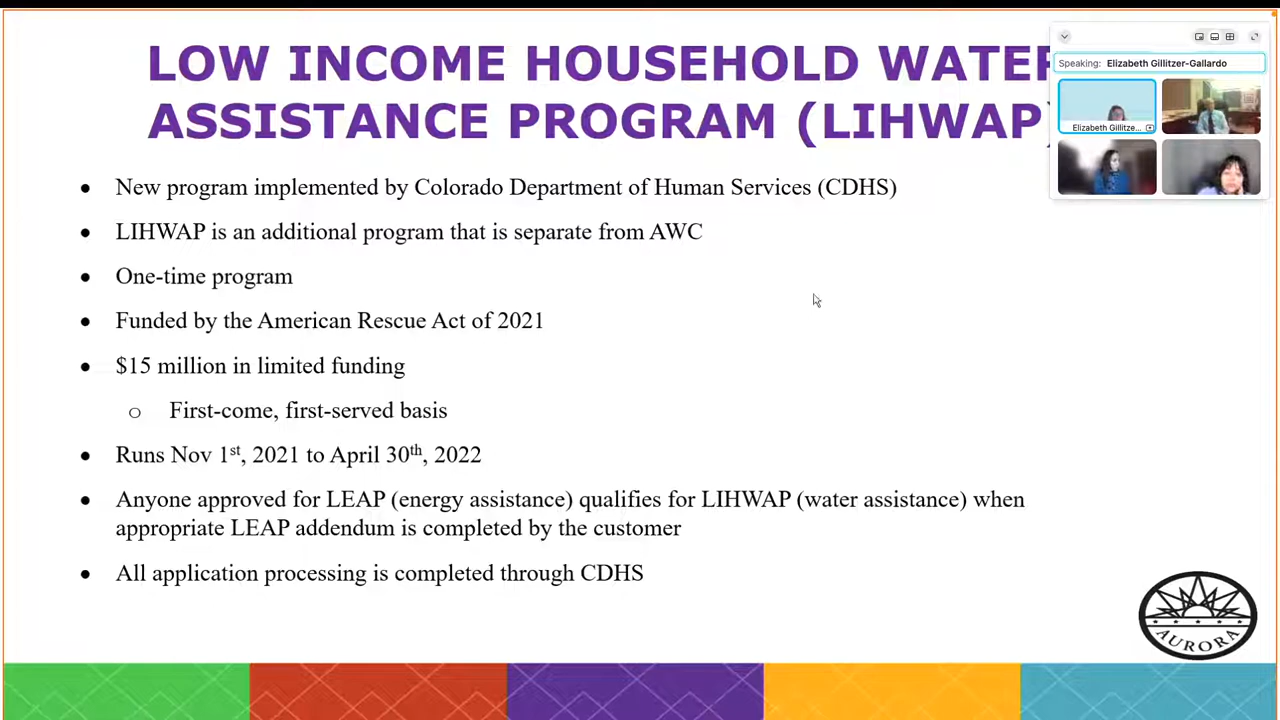 LOW INCOME HOUSEHOLD WATER
ASSISTANCE PROGRAM (LIHWAP)
Speaking: Elizabeth Gillitzer-Gallardo
Elizabeth Gillitze...
• New program implemented by Colorado Department of Human Services (CDHS)
• LIHWAP is an additional program that is separate from AWC
• One-time program
• Funded by the American Rescue Act of 2021
• $15 million in limited funding
o First-come, first-served basis
• Runs Nov 1st, 2021 to April 30th, 2022
• Anyone approved for LEAP (energy assistance) qualifies for LIHWAP (water assistance) when
appropriate LEAP addendum is completed by the customer
• All application processing is completed through CDHS
AURORA